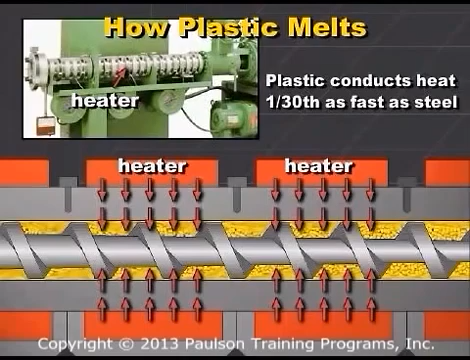 How Plastic Melts
heater
Plastic conducts heat
1/30th as fast as steel
heater
heater
Copyright © 2013 Paulson Training Programs, Inc.